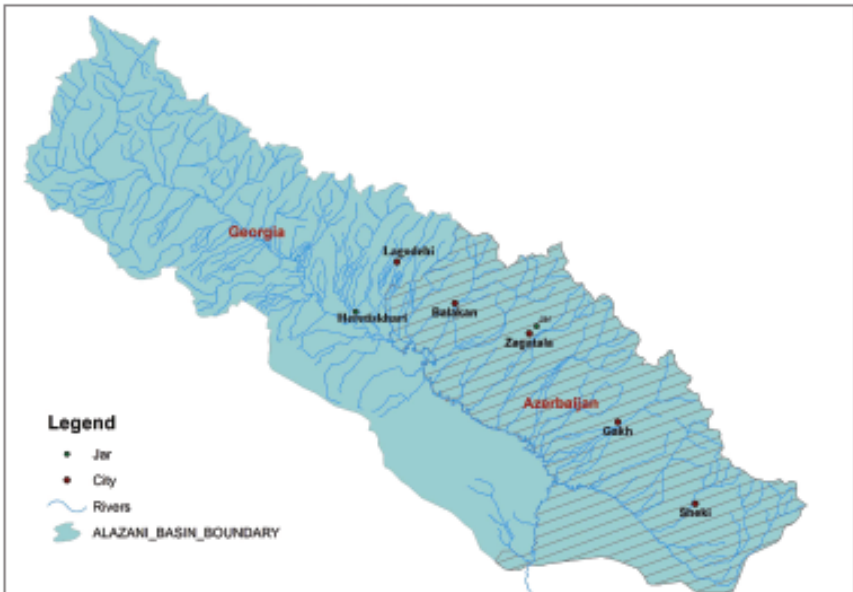 Georgia
Lagodehi
Balakan
Jar
Zagatala
Azerbaijan
Gakh
Sheki
Legend
Jar
City
Rivers
ALAZANI_BASIN_BOUNDARY